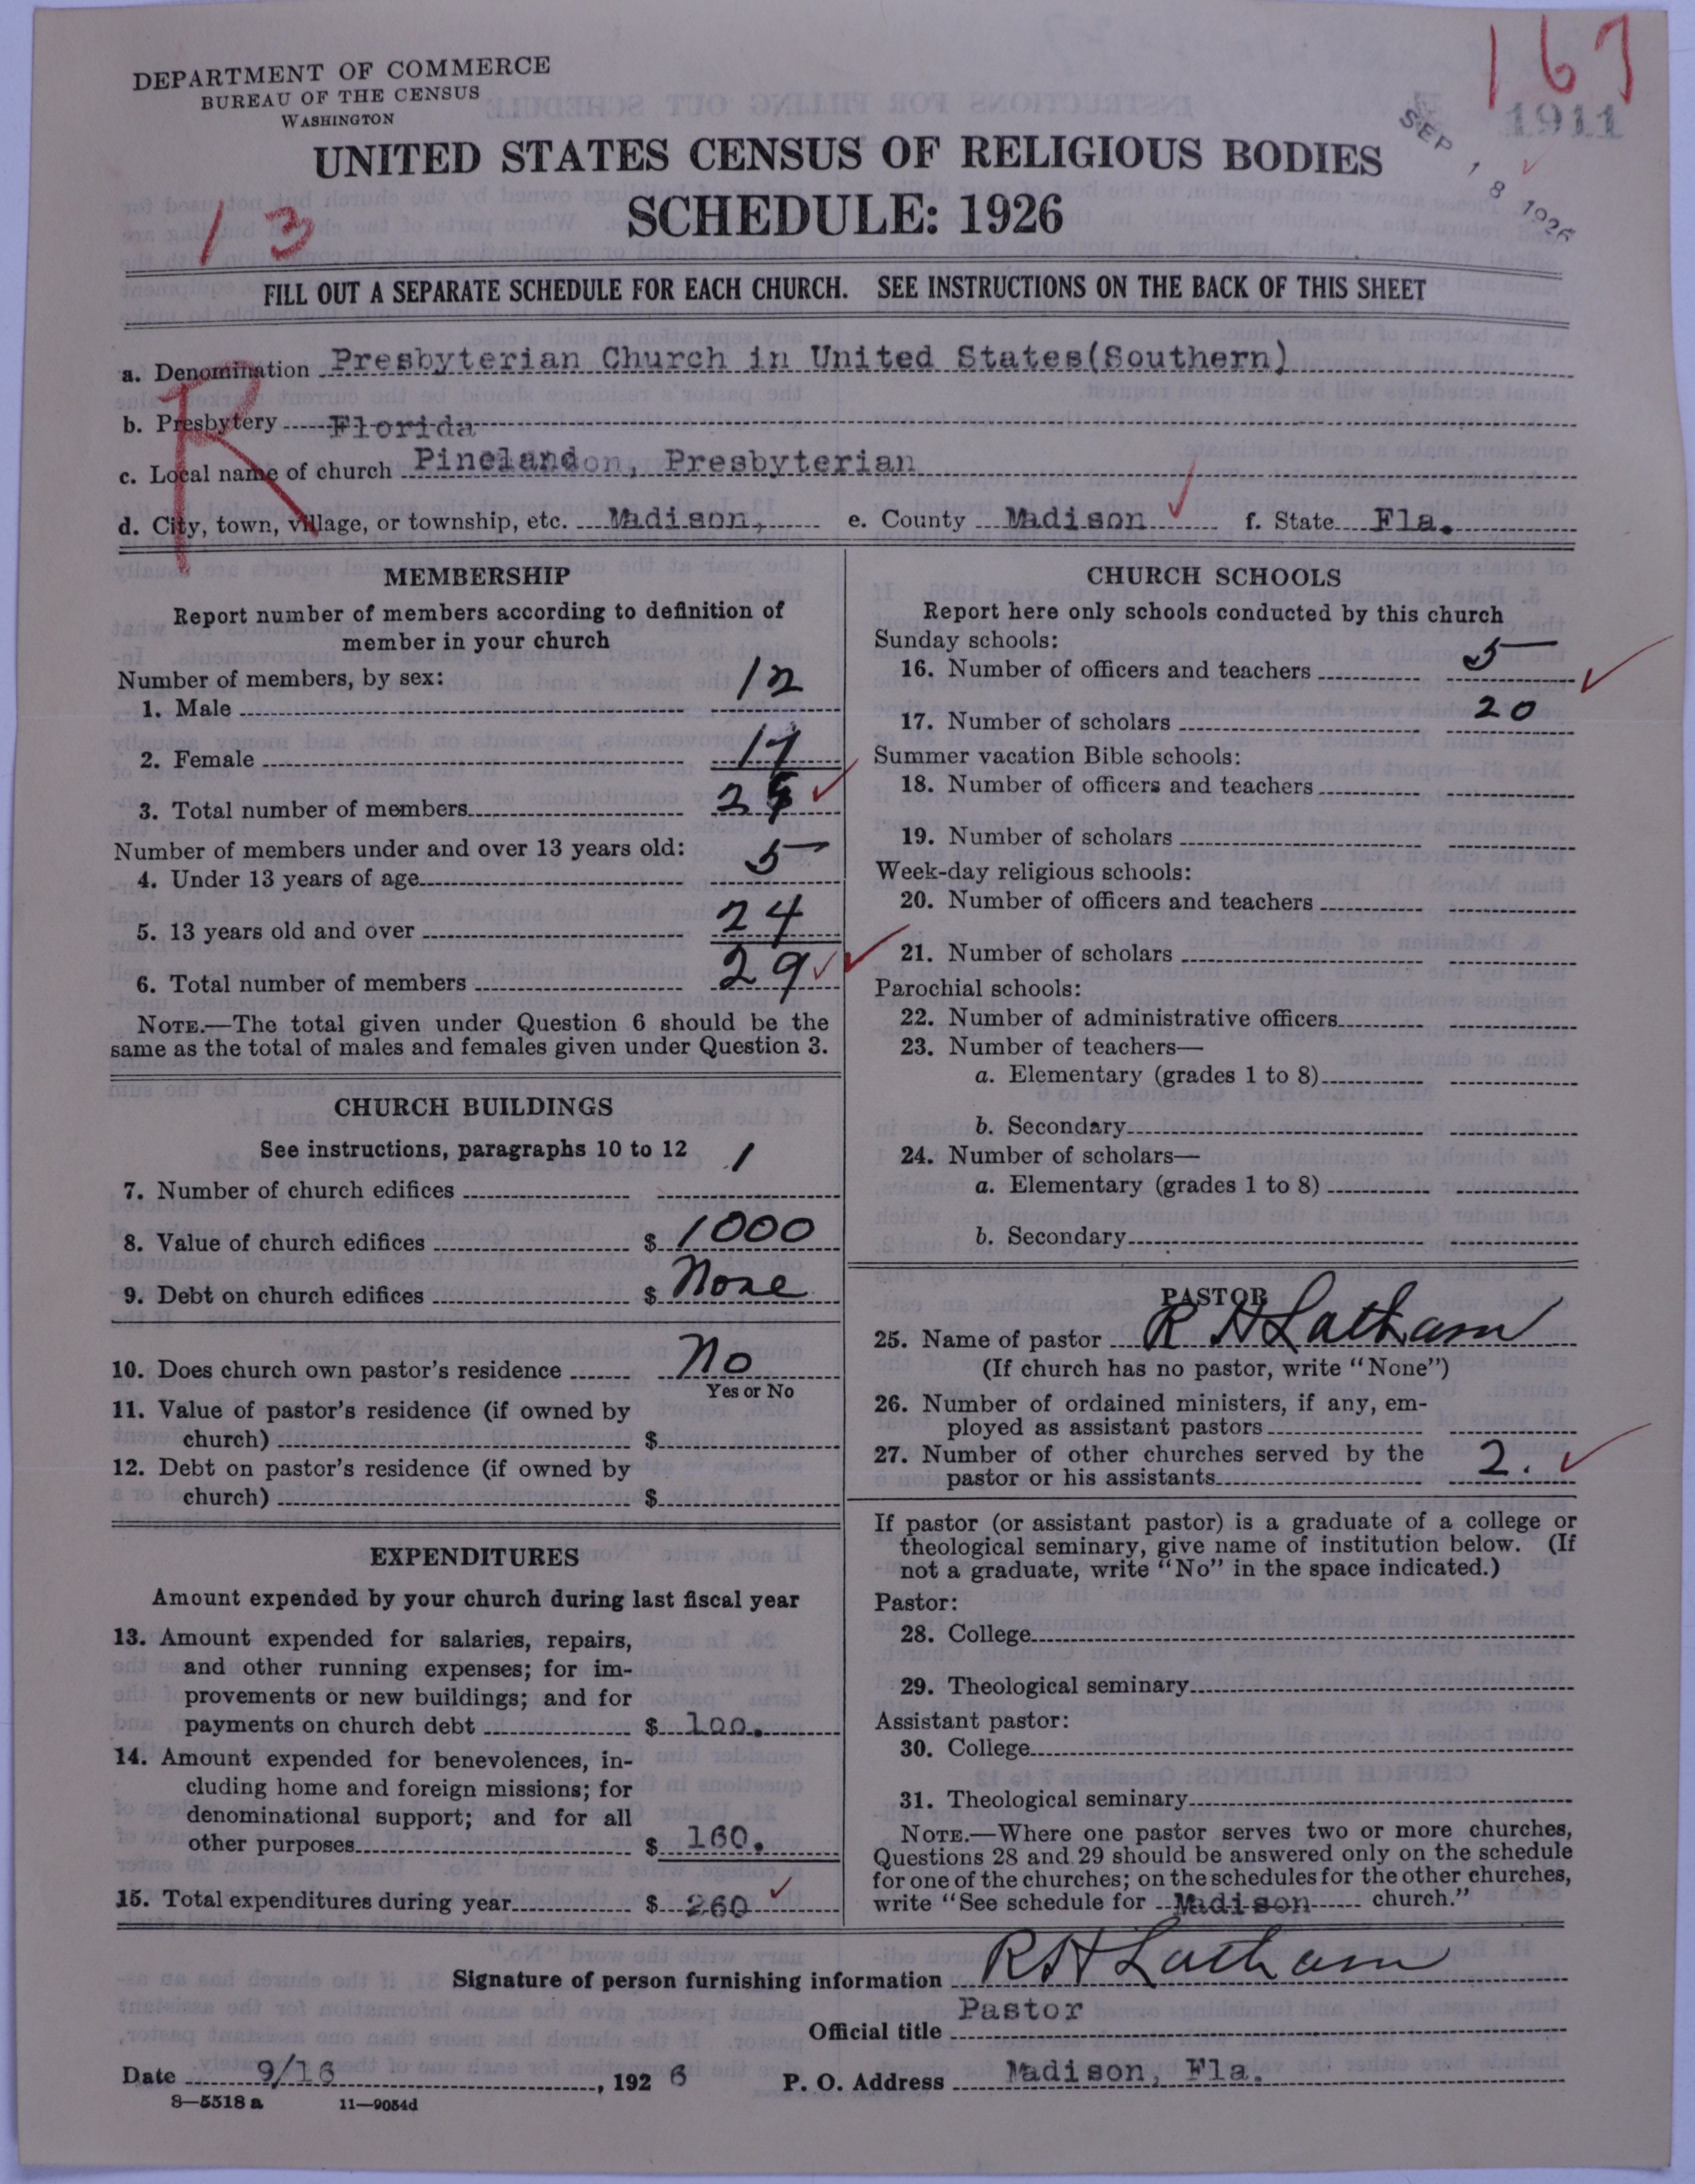 167
DEPARTMENT OF COMMERCE
BUREAU OF THE CENSUS
WASHINGTON
1911
SEP 18 1926
UNITED STATES CENSUS OF RELIGIOUS BODIES
SCHEDULE: 1926
13
FILL OUT A SEPARATE SCHEDULE FOR EACH CHURCH. SEE INSTRUCTIONS ON THE BACK OF THIS SHEET
R
a. Denomination Presbyterian Church in United States(Southern)
b. Presbytery Florida
c. Local name of church Pinelandon, Presbyterian
d. City, town, village, or township, etc. Madison, e. County Madison f. State Fla.
MEMBERSHIP
Report number of members according to definition of
member in your church
Number of members, by sex:
1. Male 12
2. Female 17
3. Total number of members 29
Number of members under and over 13 years old:
4. Under 13 years of age 5
5. 13 years old and over 24
6. Total number of members 29
NOTE.—The total given under Question 6 should be the
same as the total of males and females given under Question 3.
CHURCH BUILDINGS
See instructions, paragraphs 10 to 12
7. Number of church edifices 1
8. Value of church edifices $ 1000
9. Debt on church edifices $ None
10. Does church own pastor's residence No
Yes or No
11. Value of pastor's residence (if owned by
church) $
12. Debt on pastor's residence (if owned by
church) $
EXPENDITURES
Amount expended by your church during last fiscal year
13. Amount expended for salaries, repairs,
and other running expenses; for im-
provements or new buildings; and for
payments on church debt $ 100.
14. Amount expended for benevolences, in-
cluding home and foreign missions; for
denominational support; and for all
other purposes $ 160.
15. Total expenditures during year $ 260
CHURCH SCHOOLS
Report here only schools conducted by this church
Sunday schools:
16. Number of officers and teachers 5
17. Number of scholars 20
Summer vacation Bible schools:
18. Number of officers and teachers
19. Number of scholars
Week-day religious schools:
20. Number of officers and teachers
21. Number of scholars
Parochial schools:
22. Number of administrative officers
23. Number of teachers—
a. Elementary (grades 1 to 8)
b. Secondary
24. Number of scholars—
a. Elementary (grades 1 to 8)
b. Secondary
PASTOR
25. Name of pastor R H Latham
(If church has no pastor, write "None")
26. Number of ordained ministers, if any, em-
ployed as assistant pastors
27. Number of other churches served by the
pastor or his assistants 2.
If pastor (or assistant pastor) is a graduate of a college or
theological seminary, give name of institution below. (If
not a graduate, write "No" in the space indicated.)
Pastor:
28. College
29. Theological seminary
Assistant pastor:
30. College
31. Theological seminary
NOTE.—Where one pastor serves two or more churches,
Questions 28 and 29 should be answered only on the schedule
for one of the churches; on the schedules for the other churches,
write "See schedule for Madison church."
Signature of person furnishing information R H Latham
Official title Pastor
Date 9/16, 1926 P. O. Address Madison, Fla.
8—5518 a 11—9054d